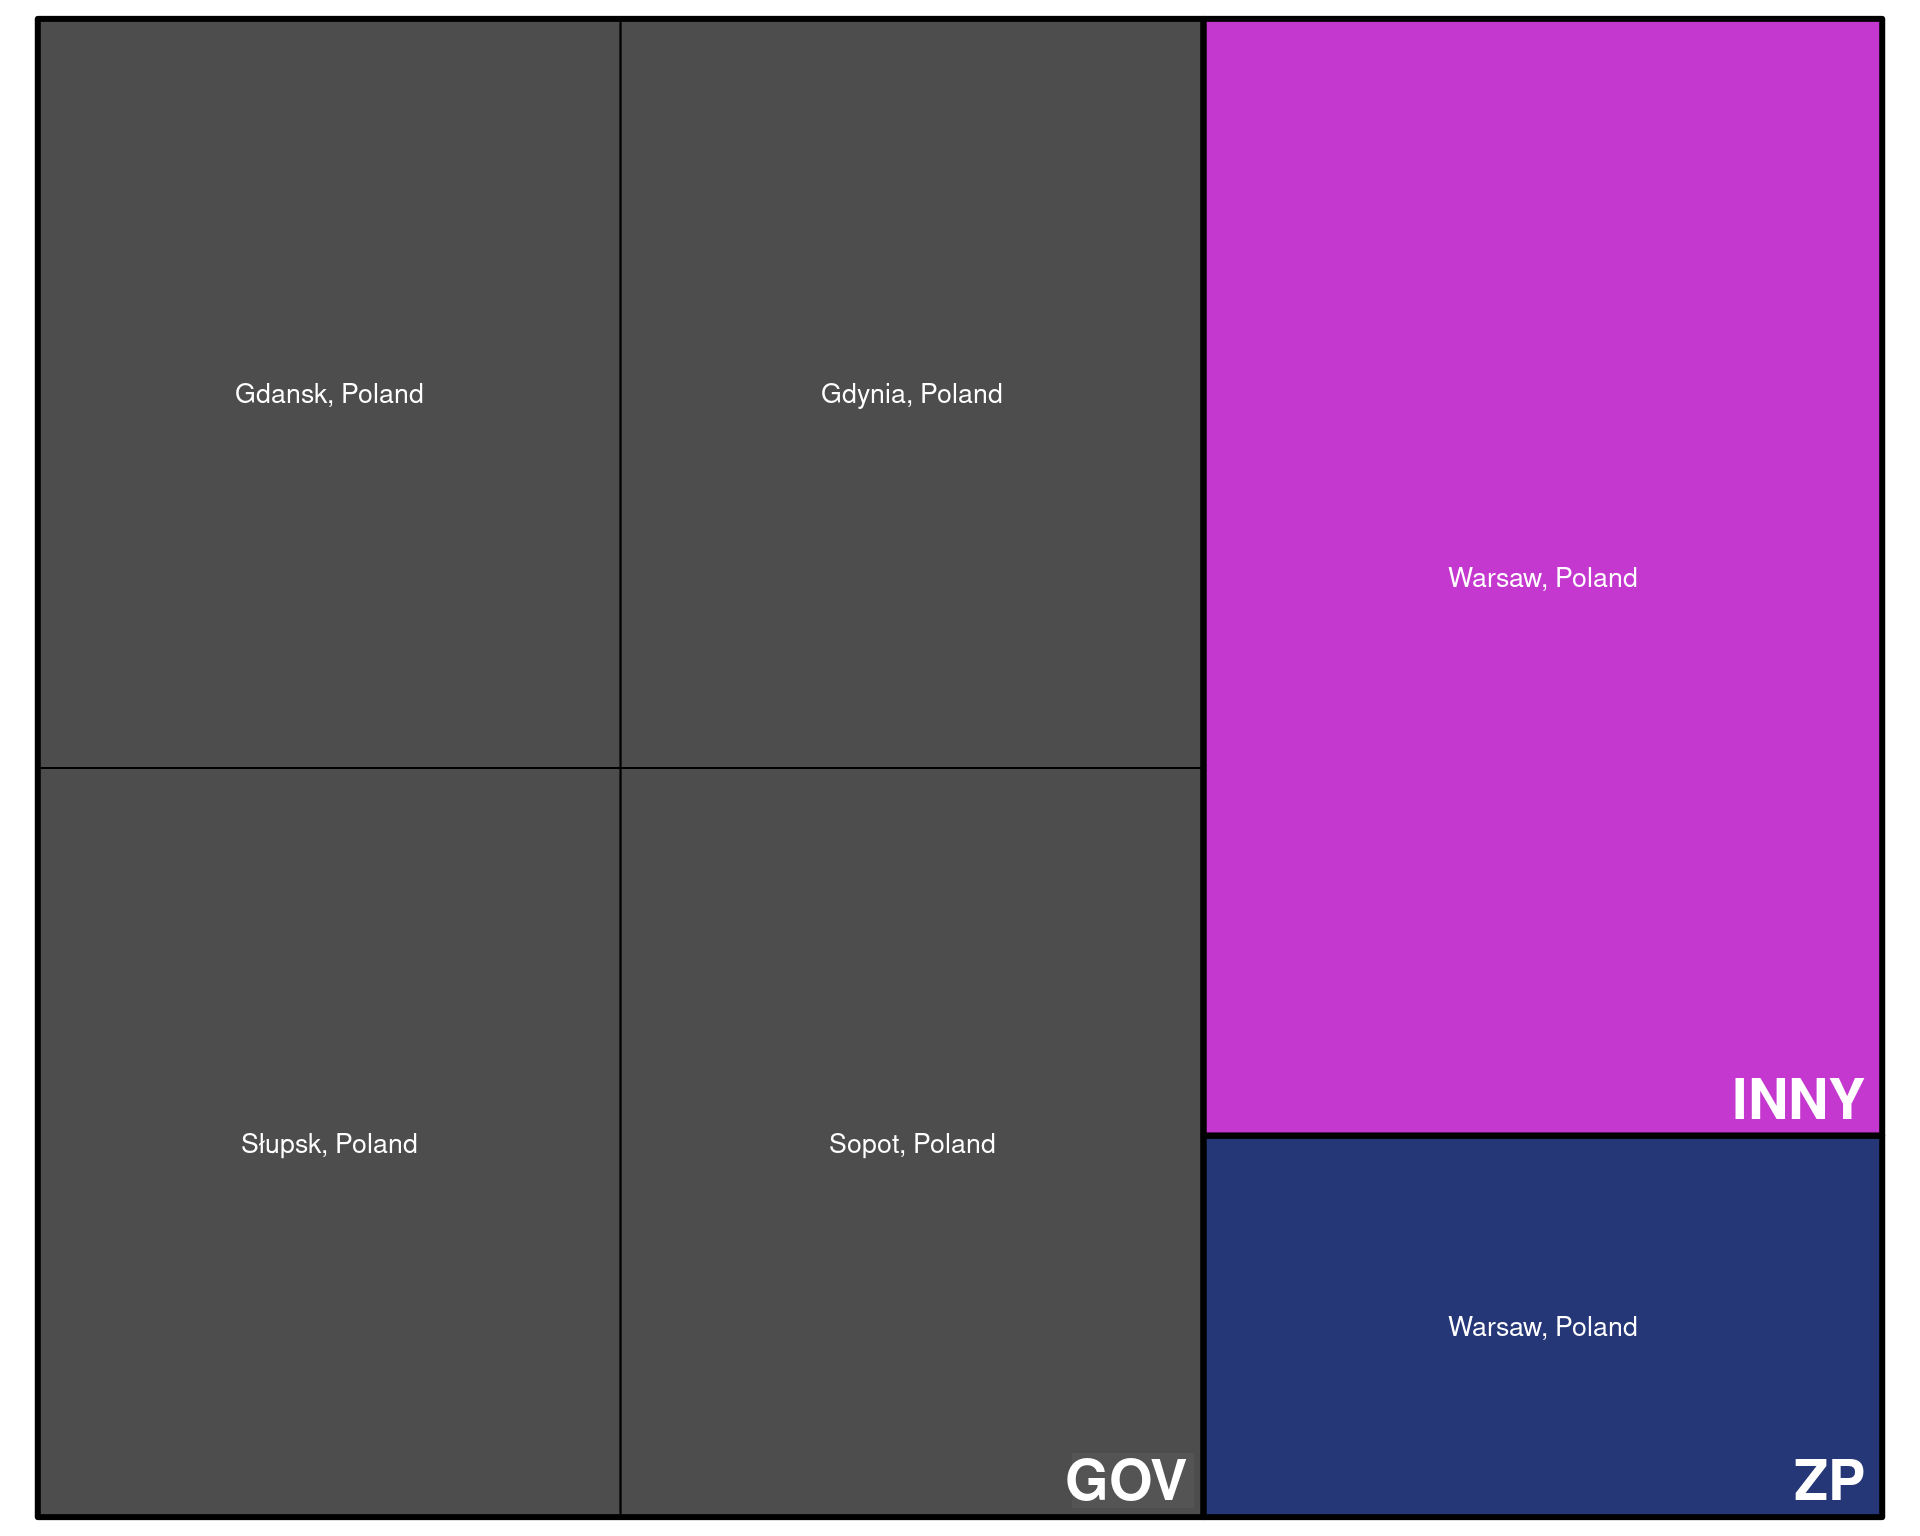 Gdansk, Poland
Gdynia, Poland
Słupsk, Poland
Sopot, Poland
GOV
Warsaw, Poland
INNY
Warsaw, Poland
ZP